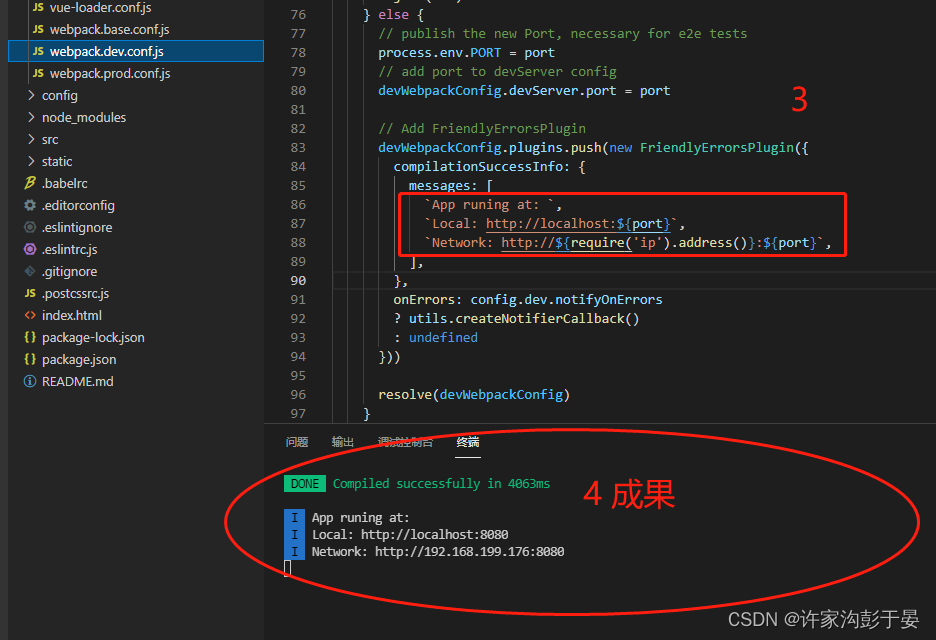 vue-loader.conf.js
webpack.base.conf.js
webpack.dev.conf.js
webpack.prod.conf.js
config
node_modules
src
static
.babelrc
.editorconfig
.eslintignore
.eslintrc.js
.gitignore
.postcssrc.js
index.html
package-lock.json
package.json
README.md
76
77 // publish the new Port, necessary for e2e tests
} else {
78 process.env.PORT = port
79 // add port to devServer config
80 devWebpackConfig.devServer.port = port
81
82 // Add FriendlyErrorsPlugin
83 devWebpackConfig.plugins.push(new FriendlyErrorsPlugin({
84 compilationSuccessInfo: {
85 messages: [
86 `App runing at: `,
87 `Local: http://localhost:${port}`,
88 `Network: http://${require('ip').address()}:${port}`,
89 ],
90 },
91 onErrors: config.dev.notifyOnErrors
92 ? utils.createNotifierCallback()
93 : undefined
94 }))
95
96 resolve(devWebpackConfig)
97 }
3
问题 输出 调试控制台 终端
DONE Compiled successfully in 4063ms
4 成果
I App runing at:
I Local: http://localhost:8080
I Network: http://192.168.199.176:8080
CSDN @许家沟彭于晏